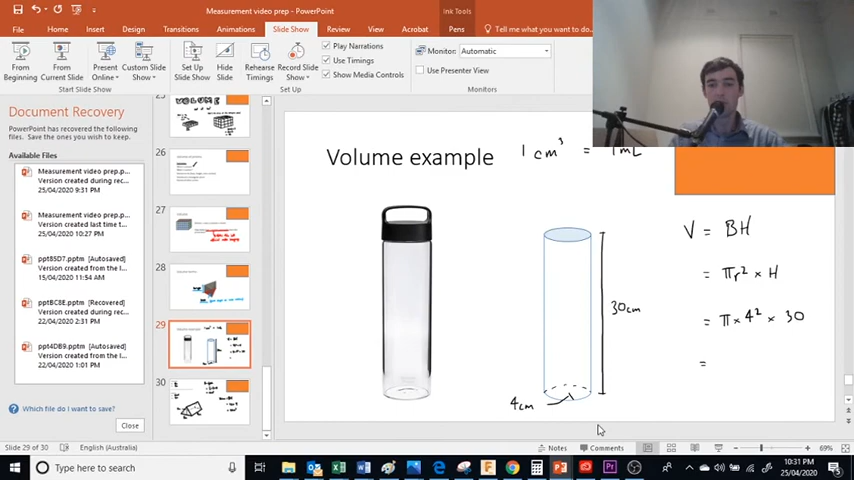 Measurement video prep - PowerPoint
Ink Tools
File Home Insert Draw Design Transitions Animations Slide Show Review View Acrobat Pens Tell me what you want to do...
From Beginning
From Current Slide
Present Online
Custom Slide Show
Start Slide Show
Set Up Slide Show
Hide Slide
Rehearse Timings
Record Slide Show
Play Narrations
Use Timings
Show Media Controls
Set Up
Monitor: Automatic
Use Presenter View
Monitors
Document Recovery
PowerPoint has recovered the following files. Save the ones you wish to keep.
Available Files
Measurement video prep.p...
Version created during rec...
25/04/2020 9:31 PM
Measurement video prep.p...
Version created last time t...
25/04/2020 10:27 PM
ppt85D7.pptm [Autosaved]
Version created from the l...
15/04/2020 11:54 AM
pptBC8E.pptm [Recovered]
Version created during rec...
22/04/2020 2:31 PM
ppt4DB9.pptm [Autosaved]
Version created from the l...
22/04/2020 1:01 PM
Which file do I want to save?
Close
25
VOLUME
26
27
28
29
30
Volume example
1 cm³ = 1mL
30cm
4cm
V = BH
= πr² × H
= π × 4² × 30
=
Slide 29 of 30 English (Australia) Notes Comments 69%
Type here to search
10:31 PM
25/04/2020